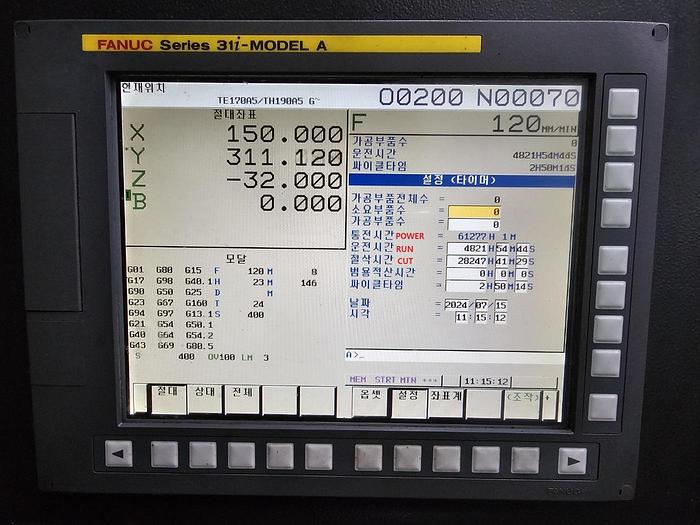 FANUC Series 31i-MODEL A
현재위치
TE170A5/TH190A5 G~
O0200 N00070
절대좌표
X 150.000
Y 311.120
Z -32.000
B 0.000
F 120 MM/MIN
가공부품수 0
운전시간 4821H54M44S
싸이클타임 2H50M14S
설정 (타이머)
가공부품전체수 = 0
소요부품수 = 0
가공부품수 = 0
통전시간 POWER = 61277H 1M
운전시간 RUN = 4821H54M44S
절삭시간 CUT = 28247H41M29S
범용적산시간 = 0H 0M 0S
싸이클타임 = 2H50M14S
날짜 = 2024/07/15
시각 = 11:15:12
모달
G01 G80 G15 F 120 M 8
G17 G98 G40.1 H 23 M 146
G90 G50 G25 D M
G23 G67 G160 T 24
G94 G97 G13.1 S 400
G21 G54 G50.1
G40 G64 G54.2
G43 G69 G80.5
S 400 OV100 LM 3
A>_
MEM STRT MTN *** 11:15:12
절대 상대 전체 옵셋 설정 좌표계 (조작) +
FANUC